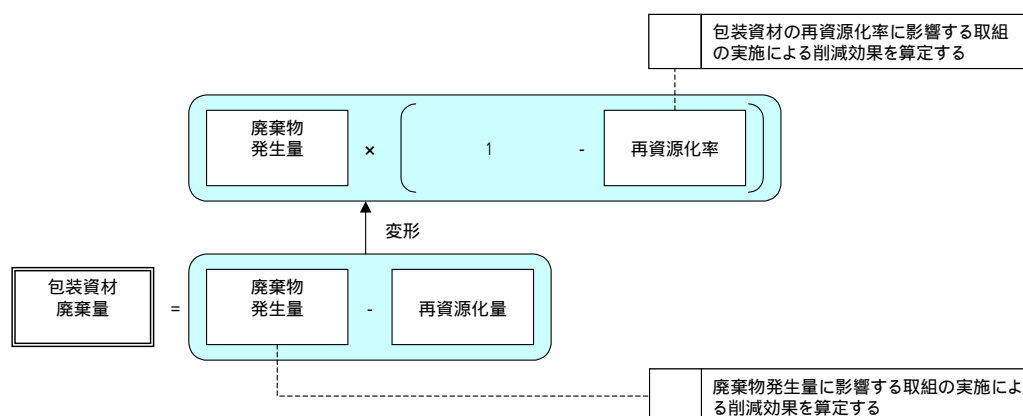 包装資材の再資源化率に影響する取組
の実施による削減効果を算定する
廃棄物
発生量
×
1
-
再資源化率
変形
包装資材
廃棄量
=
廃棄物
発生量
-
再資源化量
廃棄物発生量に影響する取組の実施によ
る削減効果を算定する